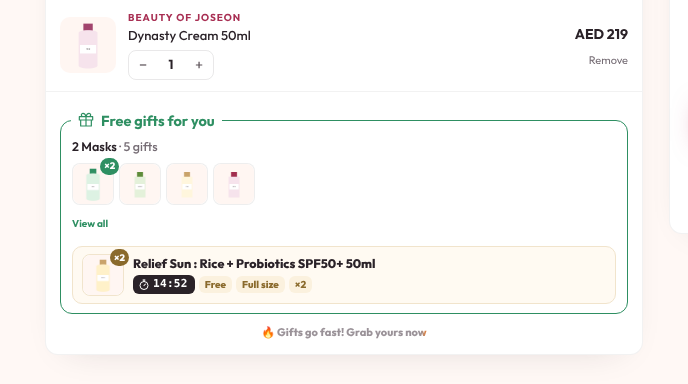 BEAUTY OF JOSEON
Dynasty Cream 50ml
AED 219
− 1 +
Remove
Free gifts for you
2 Masks · 5 gifts
×2
View all
×2
Relief Sun : Rice + Probiotics SPF50+ 50ml
14:52 Free Full size ×2
🔥 Gifts go fast! Grab yours now